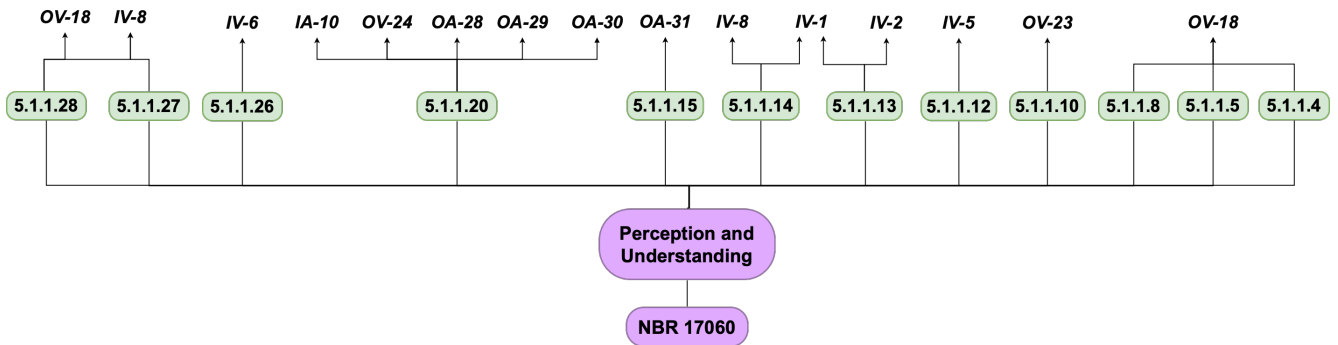 OV-18 IV-8 IV-6 IA-10 OV-24 OA-28 OA-29 OA-30 OA-31 IV-8 IV-1 IV-2 IV-5 OV-23 OV-18
5.1.1.28 5.1.1.27 5.1.1.26 5.1.1.20 5.1.1.15 5.1.1.14 5.1.1.13 5.1.1.12 5.1.1.10 5.1.1.8 5.1.1.5 5.1.1.4
Perception and
Understanding
NBR 17060